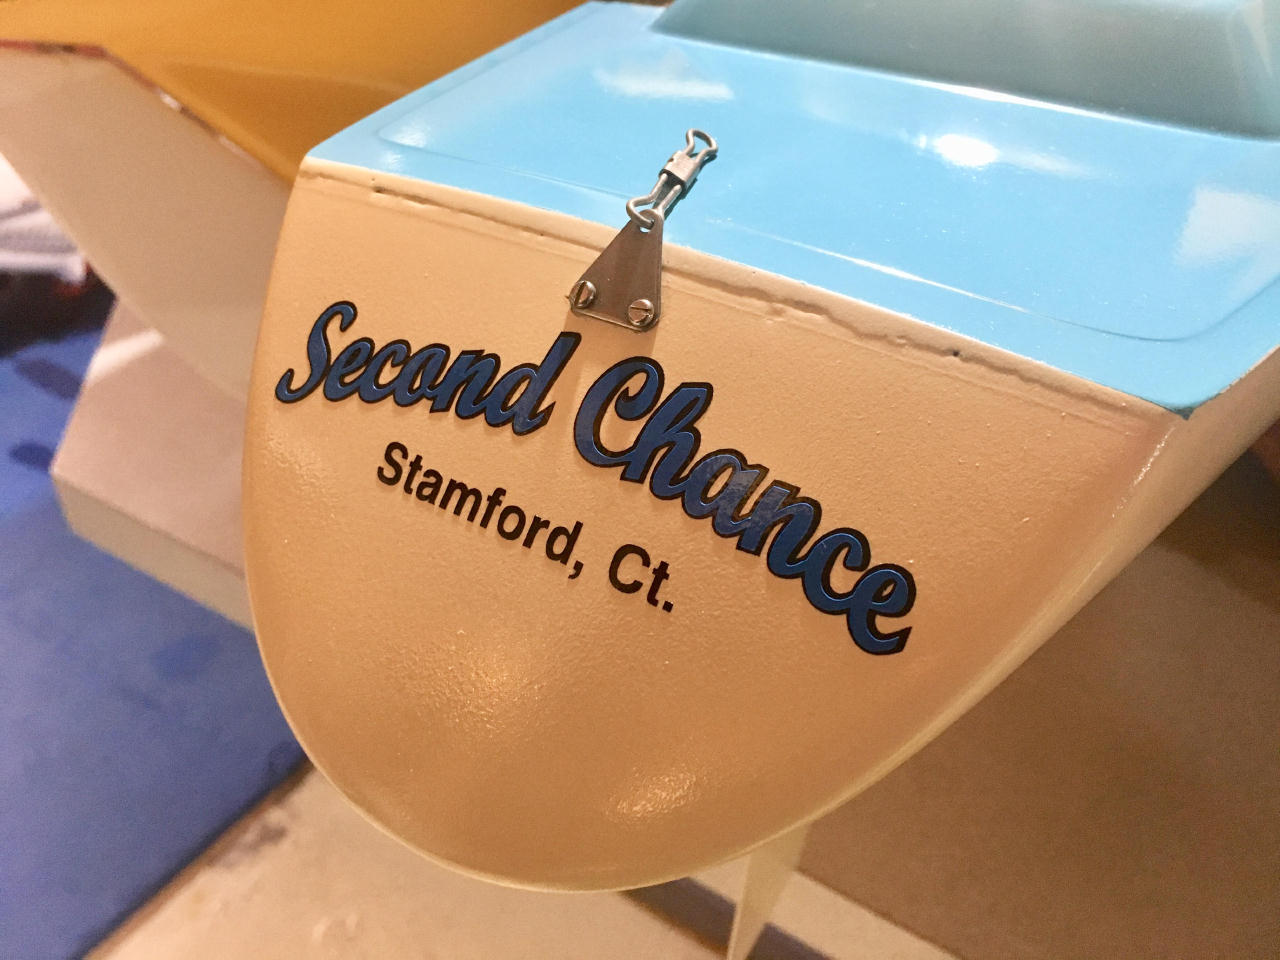 Second Chance
Stamford, Ct.